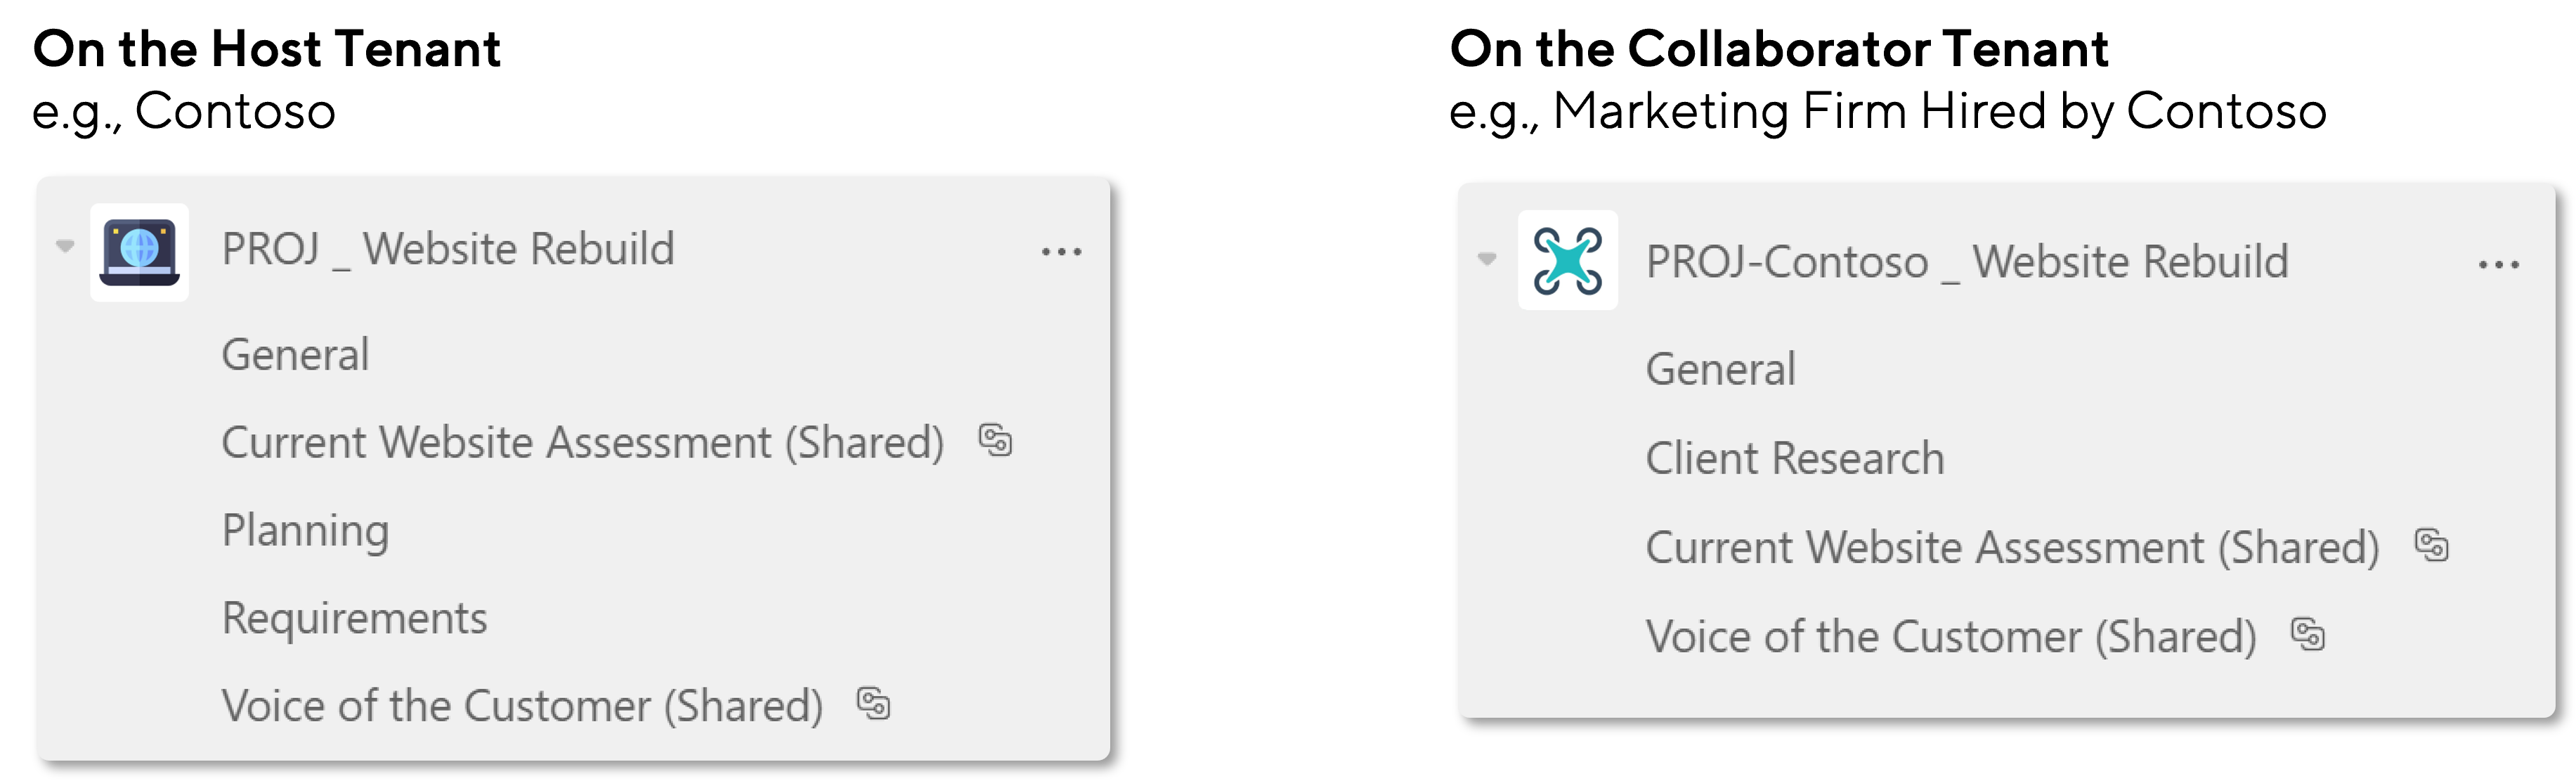 On the Host Tenant
e.g., Contoso
PROJ _ Website Rebuild
General
Current Website Assessment (Shared)
Planning
Requirements
Voice of the Customer (Shared)
On the Collaborator Tenant
e.g., Marketing Firm Hired by Contoso
PROJ-Contoso _ Website Rebuild
General
Client Research
Current Website Assessment (Shared)
Voice of the Customer (Shared)